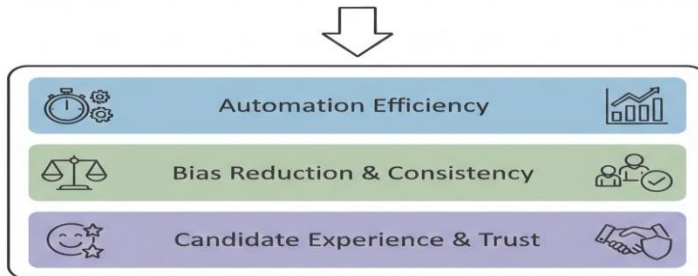 Automation Efficiency
Bias Reduction & Consistency
Candidate Experience & Trust